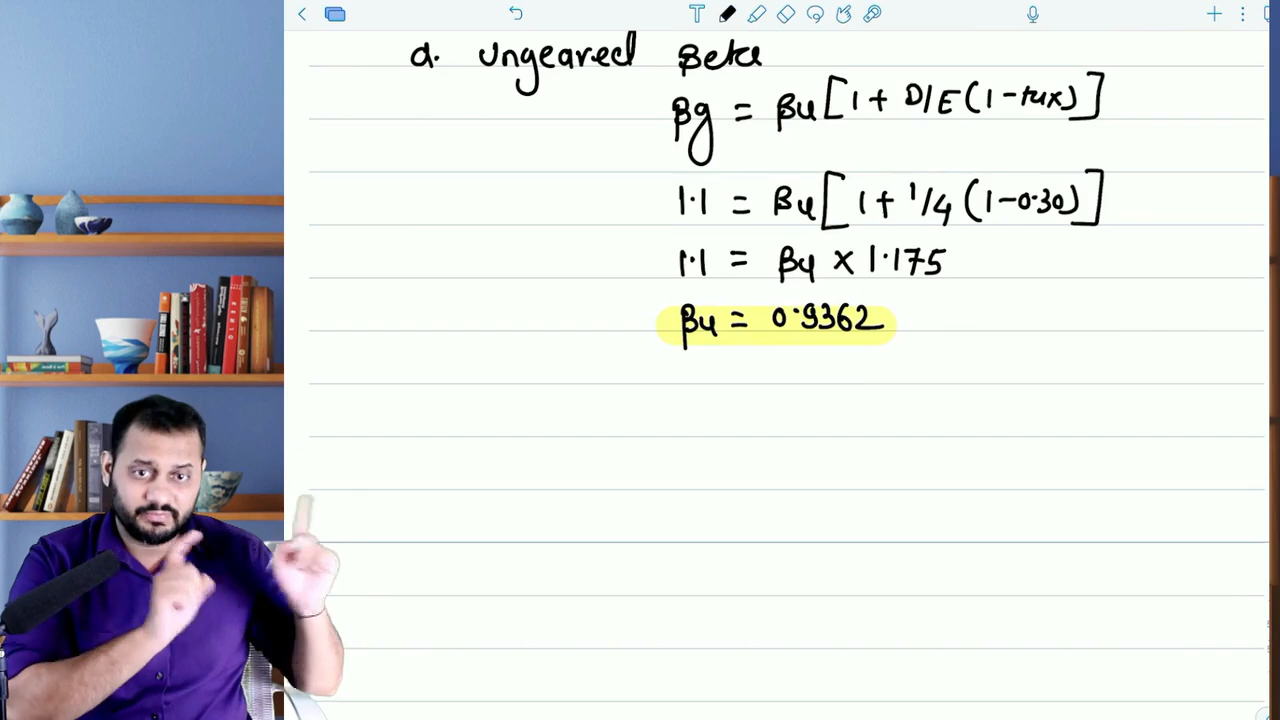 a. Ungeared Beta
βg = βu[1 + D/E(1-tax)]
1.1 = βu[1 + 1/4 (1-0.30)]
1.1 = βu × 1.175
βu = 0.9362